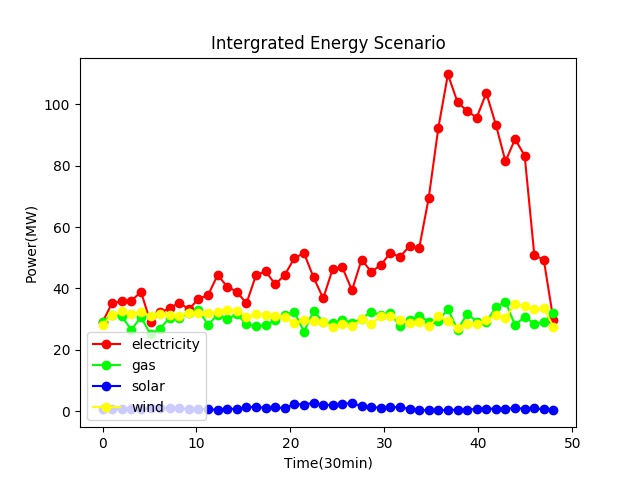 Intergrated Energy Scenario
Power(MW)
100
80
60
40
20
0
electricity
gas
solar
wind
0 10 20 30 40 50
Time(30min)